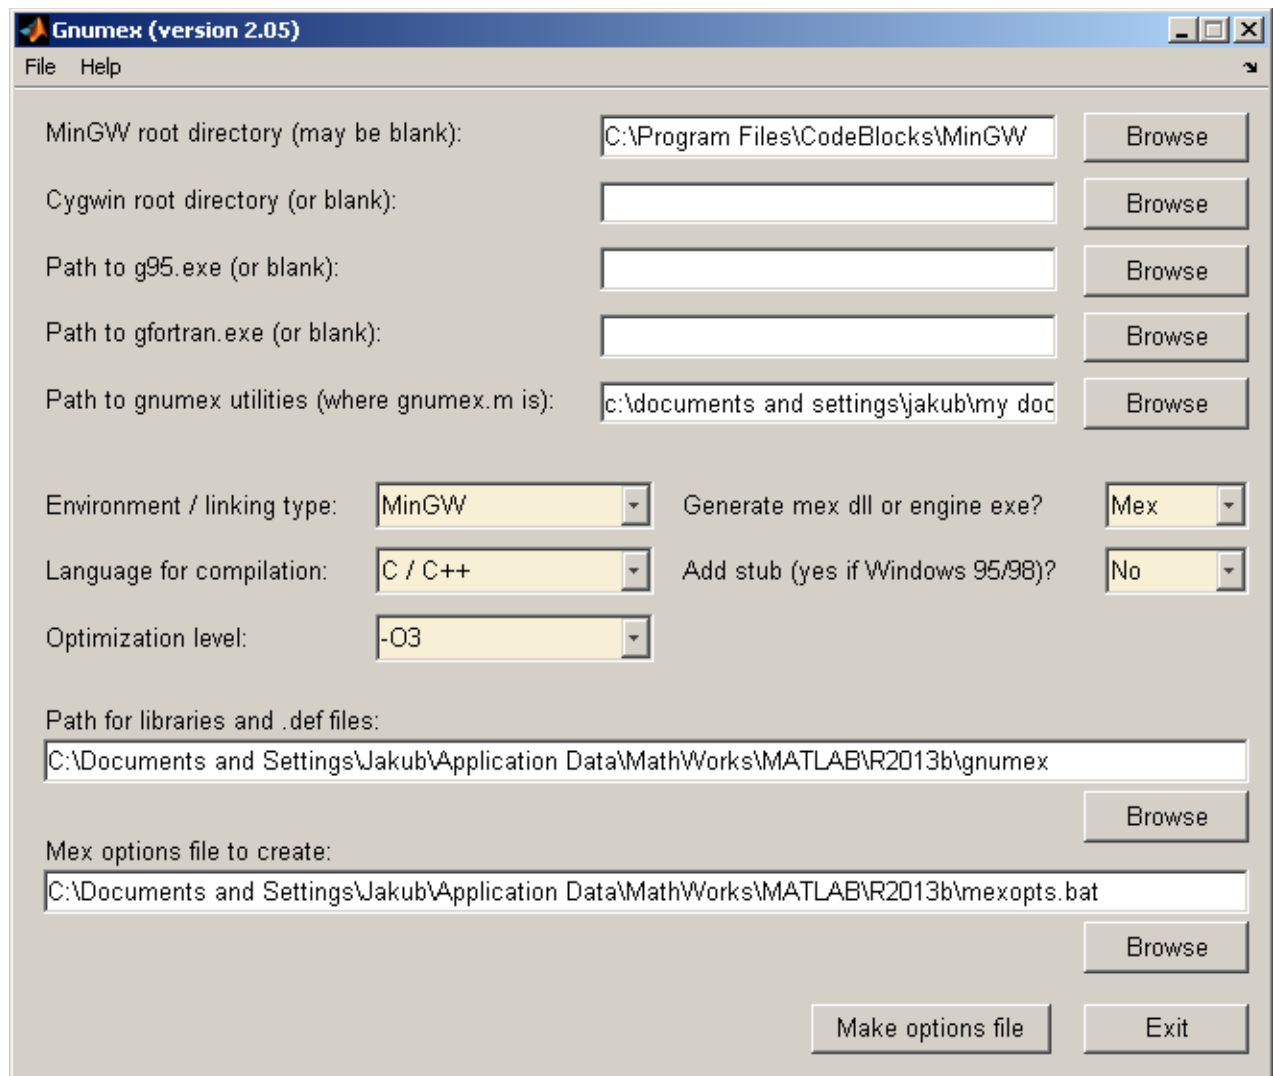 Gnumex (version 2.05)
File Help
MinGW root directory (may be blank): C:\Program Files\CodeBlocks\MinGW Browse
Cygwin root directory (or blank): Browse
Path to g95.exe (or blank): Browse
Path to gfortran.exe (or blank): Browse
Path to gnumex utilities (where gnumex.m is): c:\documents and settings\jakub\my doc Browse
Environment / linking type: MinGW Generate mex dll or engine exe? Mex
Language for compilation: C / C++ Add stub (yes if Windows 95/98)? No
Optimization level: -O3
Path for libraries and .def files:
C:\Documents and Settings\Jakub\Application Data\MathWorks\MATLAB\R2013b\gnumex
Browse
Mex options file to create:
C:\Documents and Settings\Jakub\Application Data\MathWorks\MATLAB\R2013b\mexopts.bat
Browse
Make options file Exit